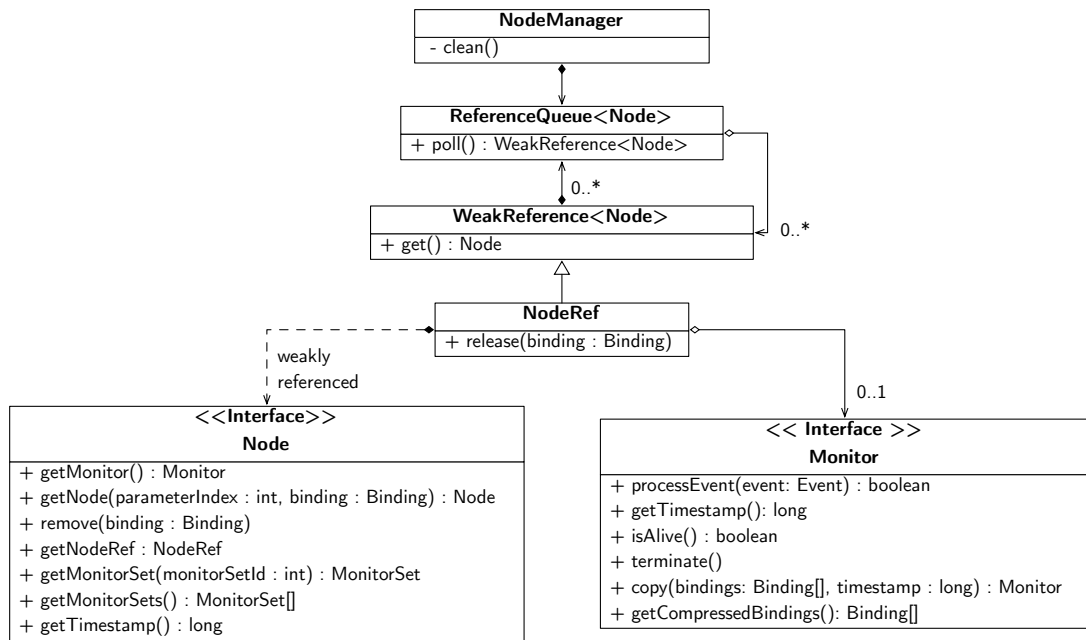 NodeManager
- clean()
ReferenceQueue<Node>
+ poll() : WeakReference<Node>
0..*
WeakReference<Node>
+ get() : Node
0..*
NodeRef
+ release(binding : Binding)
weakly
referenced
0..1
<<Interface>>
Node
+ getMonitor() : Monitor
+ getNode(parameterIndex : int, binding : Binding) : Node
+ remove(binding : Binding)
+ getNodeRef : NodeRef
+ getMonitorSet(monitorSetId : int) : MonitorSet
+ getMonitorSets() : MonitorSet[]
+ getTimestamp() : long
<< Interface >>
Monitor
+ processEvent(event: Event) : boolean
+ getTimestamp(): long
+ isAlive() : boolean
+ terminate()
+ copy(bindings: Binding[], timestamp : long) : Monitor
+ getCompressedBindings(): Binding[]